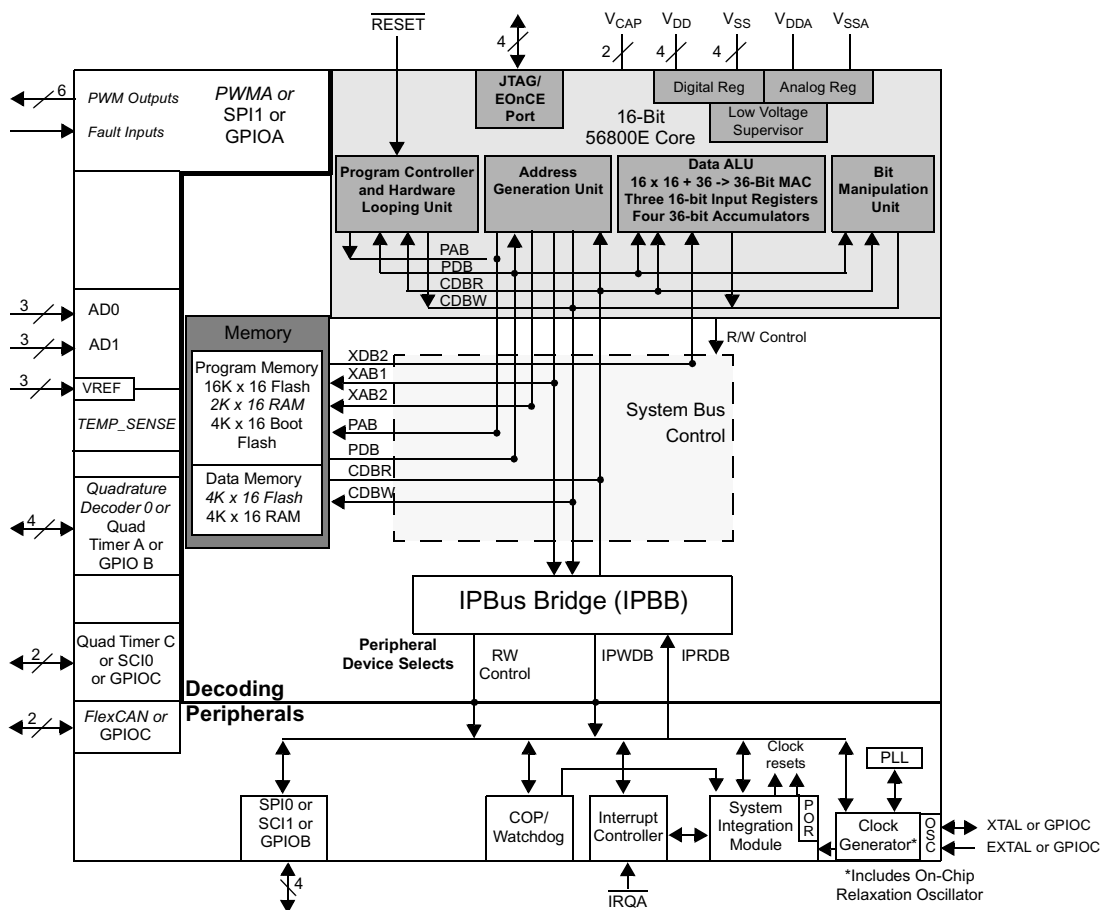 RESET
4
VCAP
VDD
VSS
VDDA
VSSA
2
4
4
6
PWM Outputs
Fault Inputs
PWMA or
SPI1 or
GPIOA
JTAG/
EOnCE
Port
Digital Reg
Analog Reg
Low Voltage
Supervisor
16-Bit
56800E Core
Program Controller
and Hardware
Looping Unit
Address
Generation Unit
Data ALU
16 x 16 + 36 -> 36-Bit MAC
Three 16-bit Input Registers
Four 36-bit Accumulators
Bit
Manipulation
Unit
PAB
PDB
CDBR
CDBW
3
AD0
3
AD1
3
VREF
TEMP_SENSE
Memory
Program Memory
16K x 16 Flash
2K x 16 RAM
4K x 16 Boot
Flash
Data Memory
4K x 16 Flash
4K x 16 RAM
XDB2
XAB1
XAB2
PAB
PDB
CDBR
CDBW
R/W Control
System Bus
Control
4
Quadrature
Decoder 0 or
Quad
Timer A or
GPIO B
IPBus Bridge (IPBB)
2
Quad Timer C
or SCI0
or GPIOC
Peripheral
Device Selects
RW
Control
IPWDB
IPRDB
Decoding
Peripherals
2
FlexCAN or
GPIOC
Clock
resets
PLL
SPI0 or
SCI1 or
GPIOB
COP/
Watchdog
Interrupt
Controller
System
Integration
Module
POR
Clock
Generator*
OSC
XTAL or GPIOC
EXTAL or GPIOC
4
IRQA
*Includes On-Chip
Relaxation Oscillator